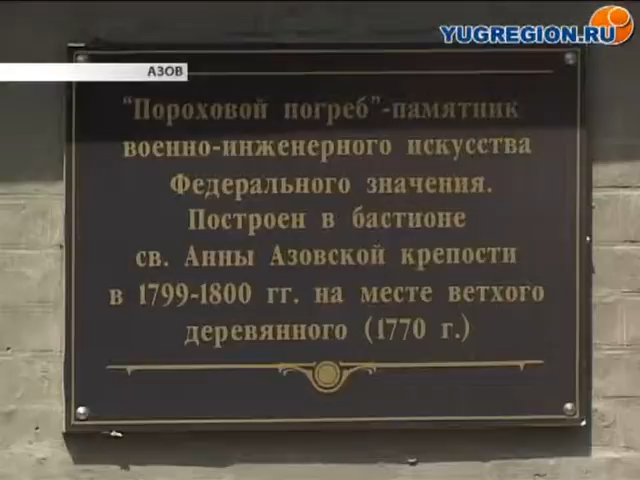 YUGREGION.RU
АЗОВ
"Пороховой погреб"-памятник
военно-инженерного искусства
Федерального значения.
Построен в бастионе
св. Анны Азовской крепости
в 1799-1800 гг. на месте ветхого
деревянного (1770 г.)